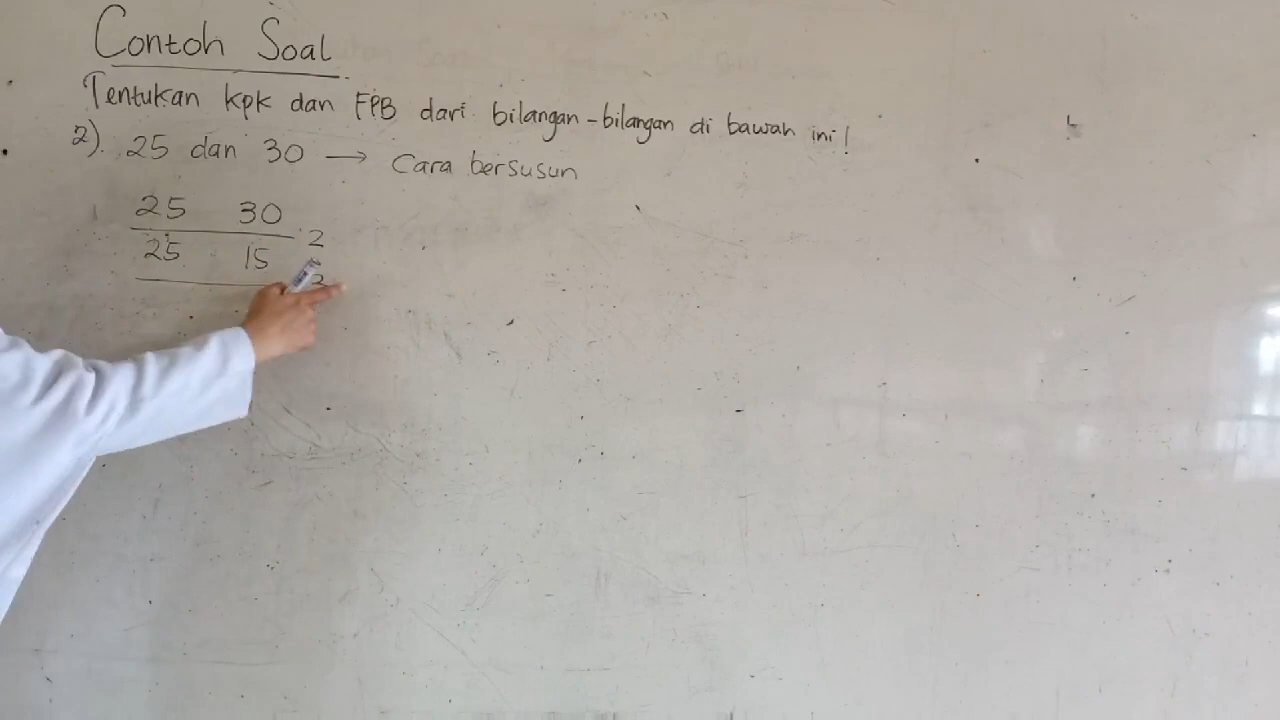 Contoh Soal
Tentukan kpk dan FPB dari bilangan-bilangan di bawah ini!
2). 25 dan 30 → Cara bersusun
25 30
25 15 2